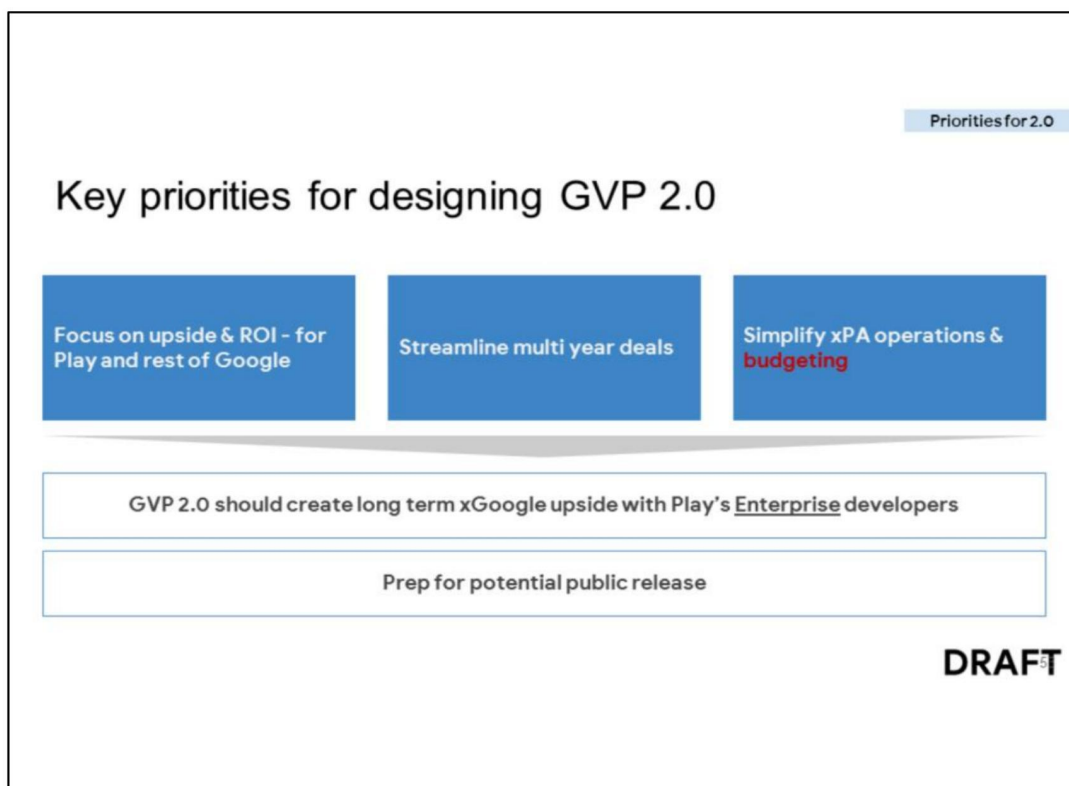 Priorities for 2.0
Key priorities for designing GVP 2.0
Focus on upside & ROI - for
Play and rest of Google
Streamline multi year deals
Simplify xPA operations &
budgeting
GVP 2.0 should create long term xGoogle upside with Play's Enterprise developers
Prep for potential public release
DRAFT